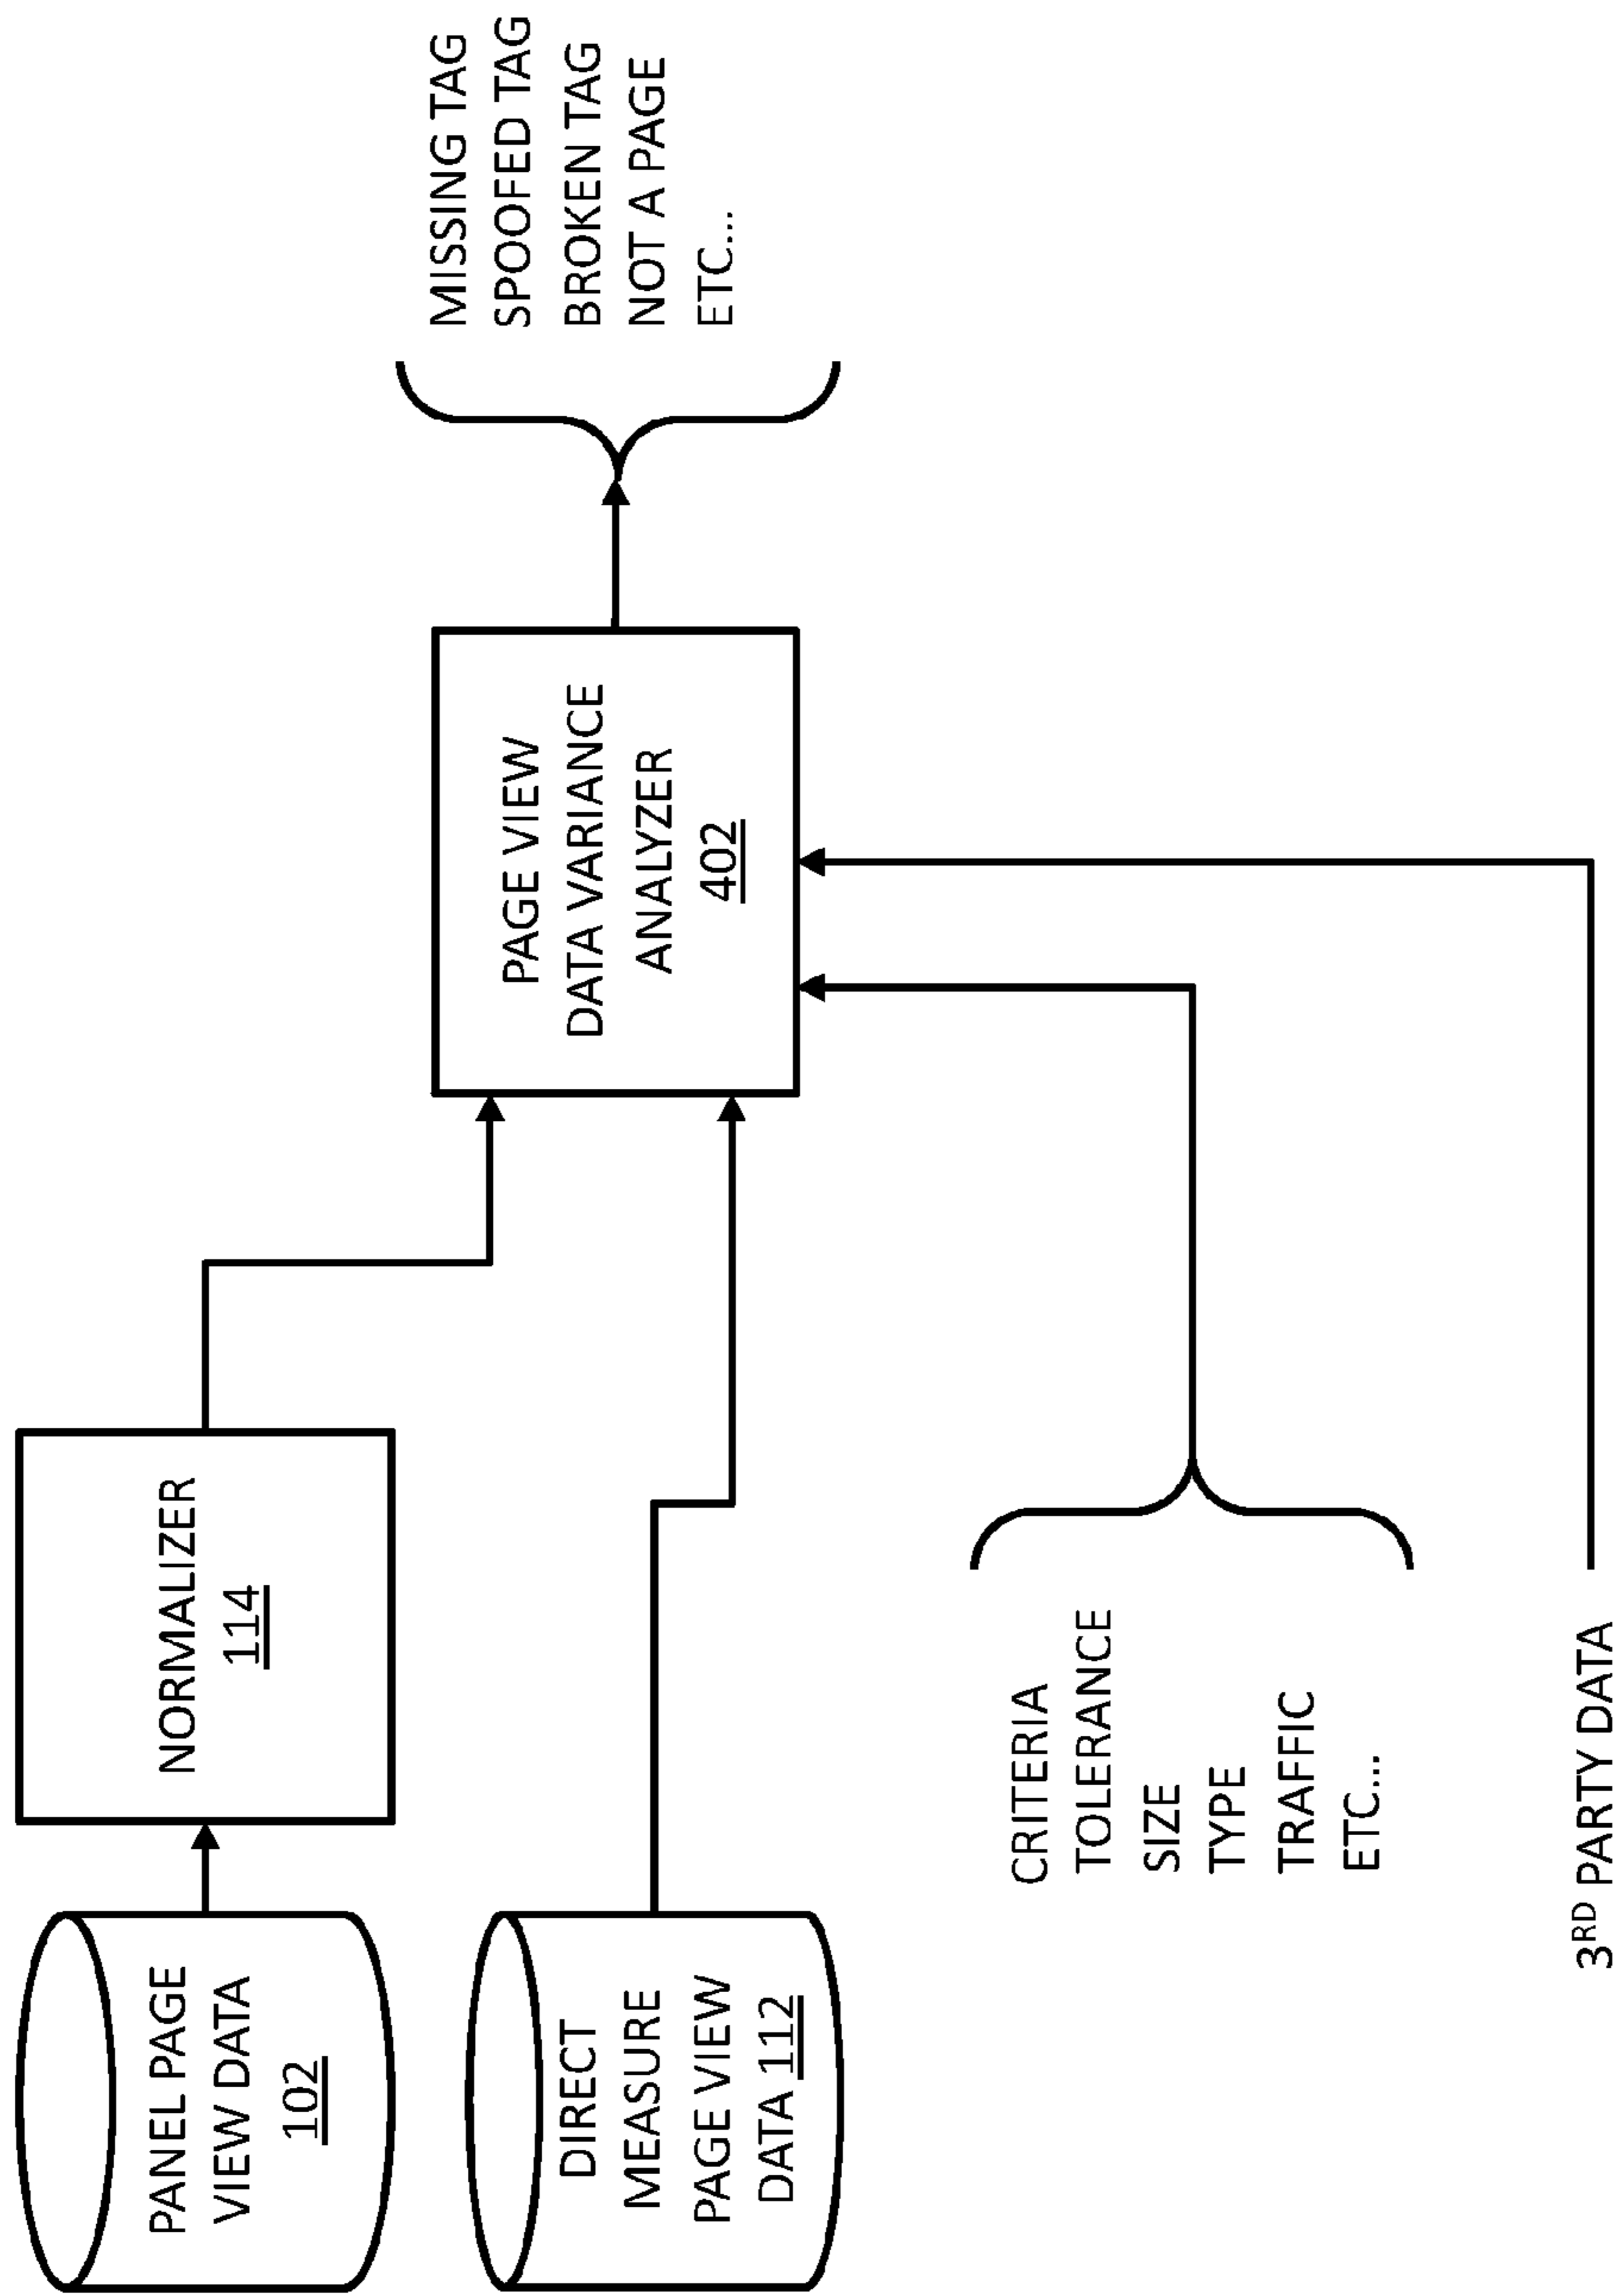 PANEL PAGE
VIEW DATA
102
NORMALIZER
114
DIRECT
MEASURE
PAGE VIEW
DATA 112
PAGE VIEW
DATA VARIANCE
ANALYZER
402
MISSING TAG
SPOOFED TAG
BROKEN TAG
NOT A PAGE
ETC...
CRITERIA
TOLERANCE
SIZE
TYPE
TRAFFIC
ETC...
3RD PARTY DATA